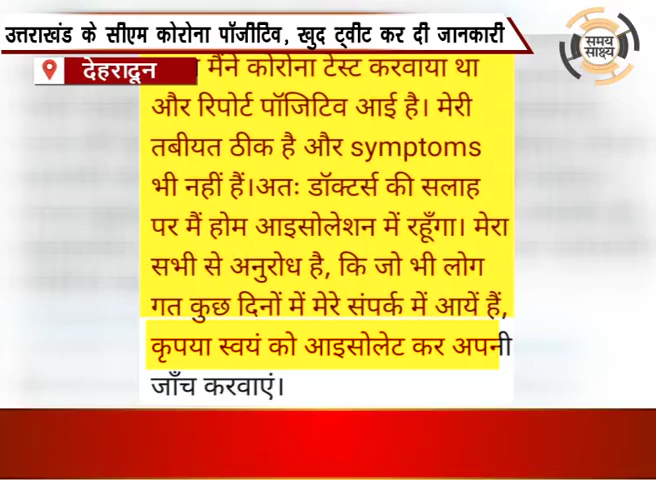 उत्तराखंड के सीएम कोरोना पॉजीटिव, खुद ट्वीट कर दी जानकारी
समय
साक्ष्य
देहरादून
मैंने कोरोना टेस्ट करवाया था
और रिपोर्ट पॉजिटिव आई है। मेरी
तबीयत ठीक है और symptoms
भी नहीं हैं।अतः डॉक्टर्स की सलाह
पर मैं होम आइसोलेशन में रहूँगा। मेरा
सभी से अनुरोध है, कि जो भी लोग
गत कुछ दिनों में मेरे संपर्क में आयें हैं,
कृपया स्वयं को आइसोलेट कर अपनी
जाँच करवाएं।